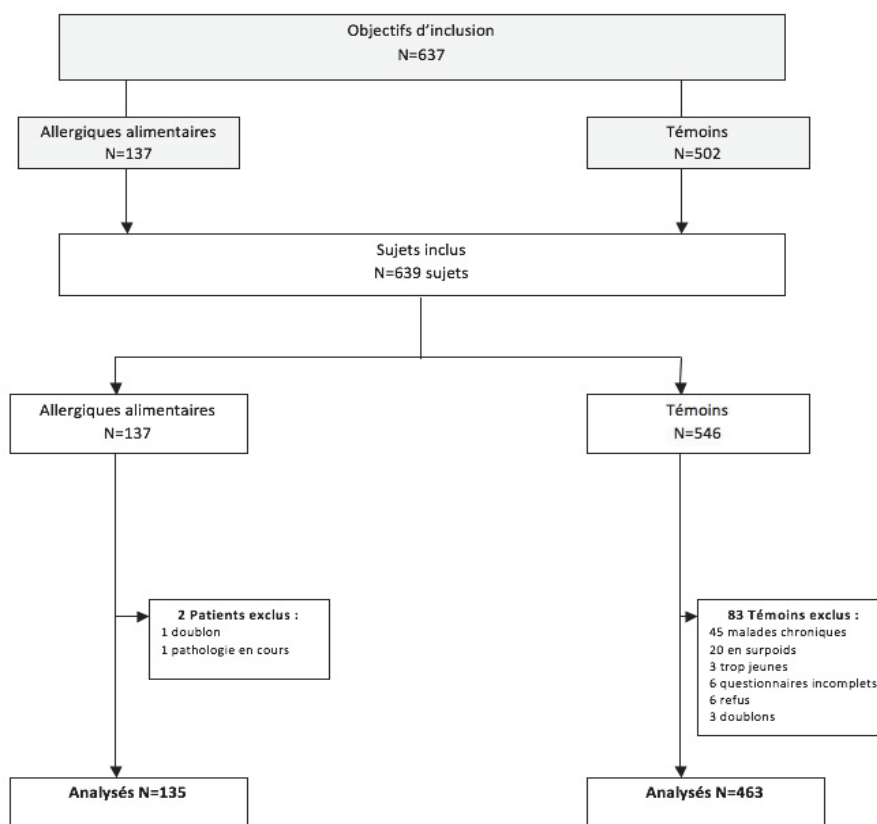 Objectifs d'inclusion
N=637
Allergiques alimentaires
N=137
Témoins
N=502
Sujets inclus
N=639 sujets
Allergiques alimentaires
N=137
Témoins
N=546
2 Patients exclus :
1 doublon
1 pathologie en cours
83 Témoins exclus :
45 malades chroniques
20 en surpoids
3 trop jeunes
6 questionnaires incomplets
6 refus
3 doublons
Analysés N=135
Analysés N=463